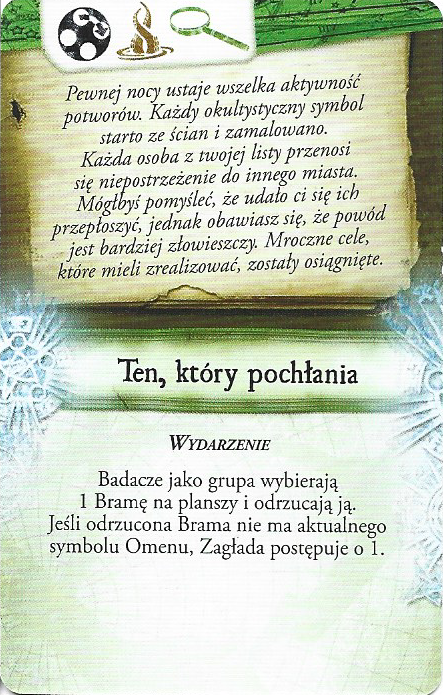 Pewnej nocy ustaje wszelka aktywność
potworów. Każdy okultystyczny symbol
starto ze ścian i zamalowano.
Każda osoba z twojej listy przenosi
się niepostrzeżenie do innego miasta.
Mógłbyś pomyśleć, że udało ci się ich
przepłoszyć, jednak obawiasz się, że powód
jest bardziej złowieszczy. Mroczne cele,
które mieli zrealizować, zostały osiągnięte.
Ten, który pochłania
WYDARZENIE
Badacze jako grupa wybierają
1 Bramę na planszy i odrzucają ją.
Jeśli odrzucona Brama nie ma aktualnego
symbolu Omenu, Zagłada postępuje o 1.